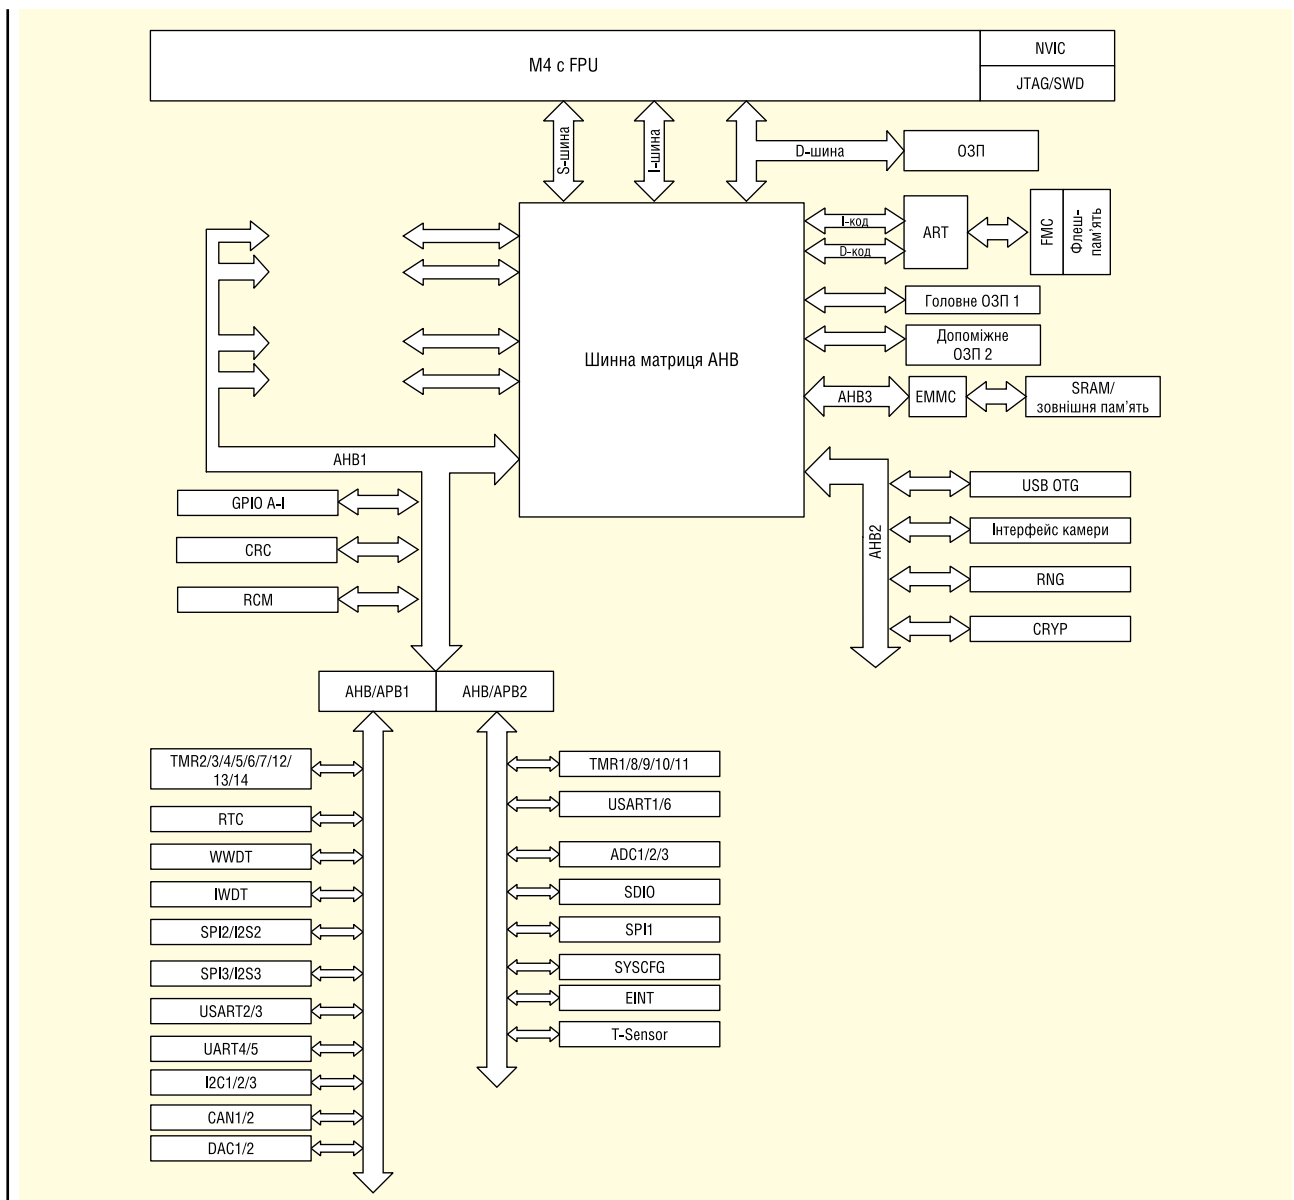 М4 с FPU
NVIC
JTAG/SWD
S-шина
I-шина
D-шина
ОЗП
I-код
D-код
ART
FMC
Флеш-
пам’ять
Головне ОЗП 1
Допоміжне
ОЗП 2
Шинна матриця AHB
AHB3
EMMC
SRAM/
зовнішня пам’ять
AHB1
AHB2
GPIO A-I
CRC
RCM
USB OTG
Інтерфейс камери
RNG
CRYP
AHB/APB1
AHB/APB2
TMR2/3/4/5/6/7/12/
13/14
RTC
WWDT
IWDT
SPI2/I2S2
SPI3/I2S3
USART2/3
UART4/5
I2C1/2/3
CAN1/2
DAC1/2
TMR1/8/9/10/11
USART1/6
ADC1/2/3
SDIO
SPI1
SYSCFG
EINT
T-Sensor